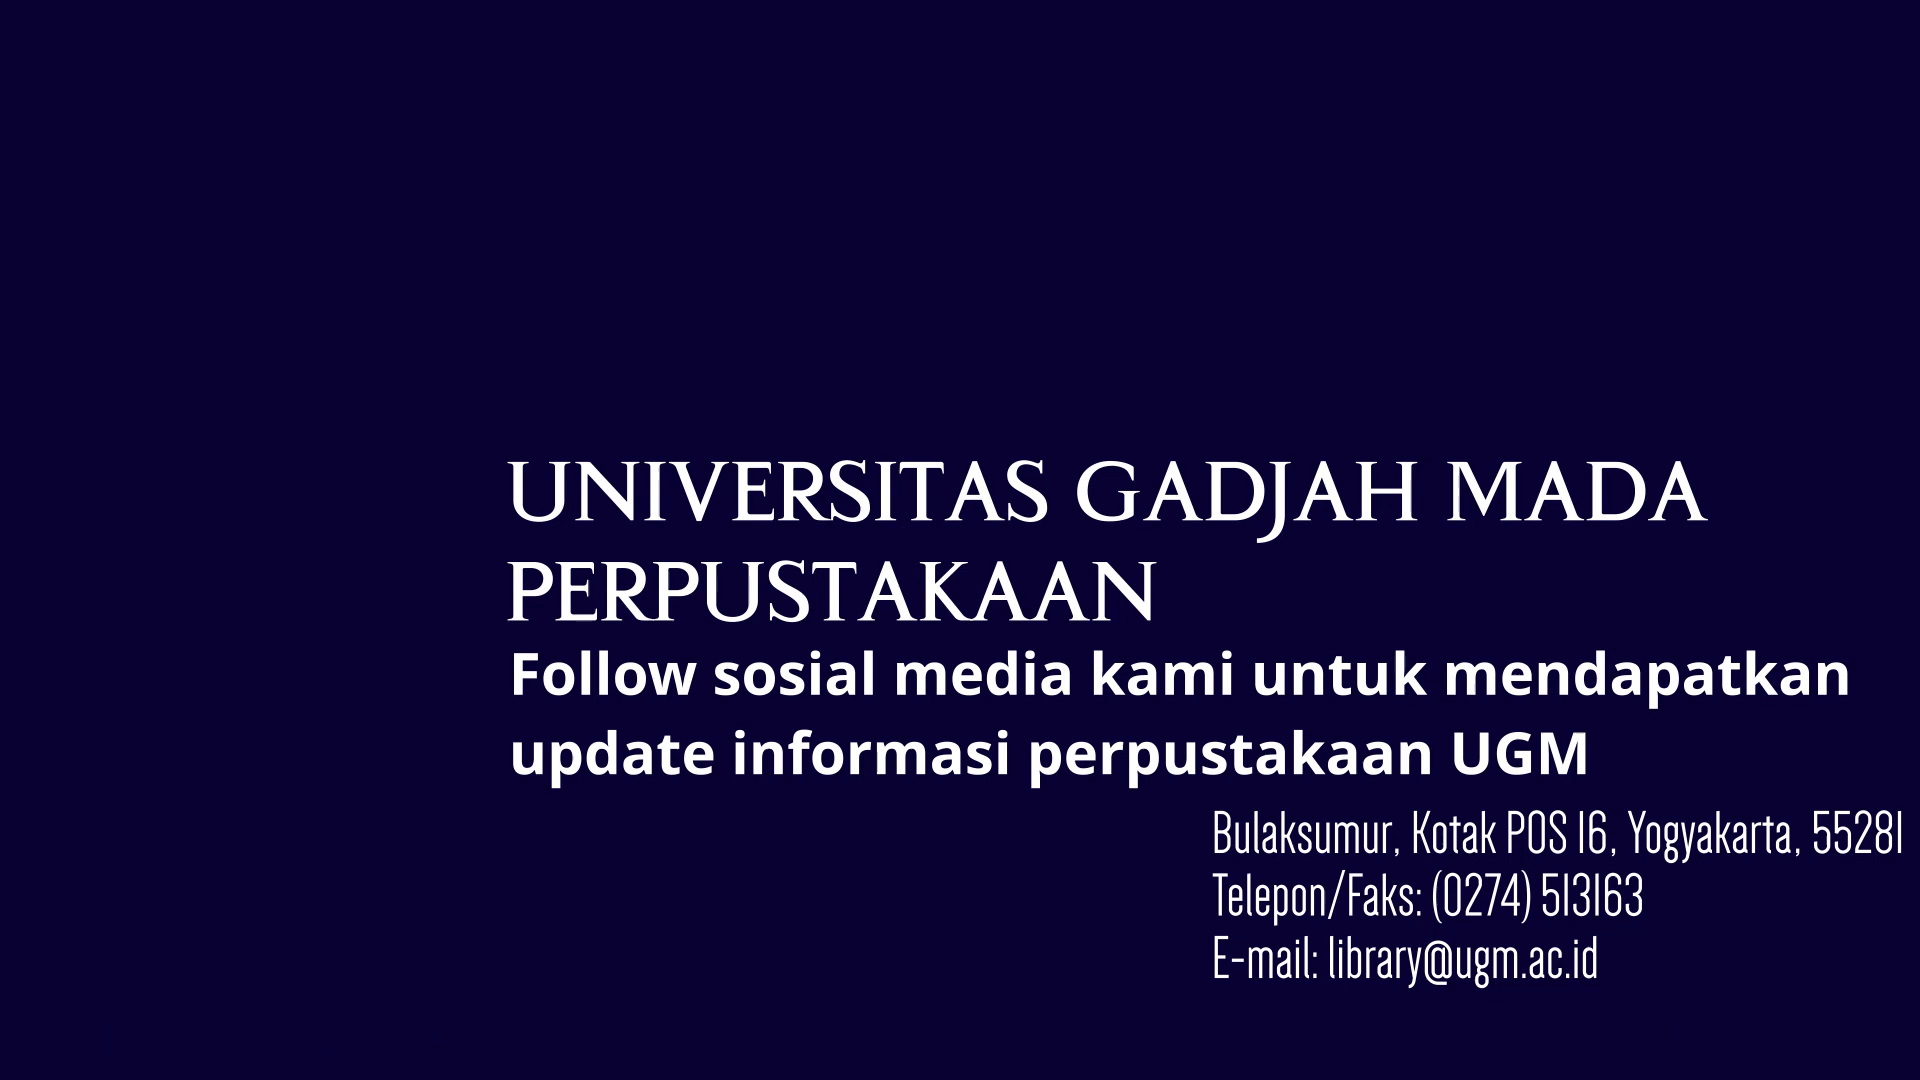 UNIVERSITAS GADJAH MADA
PERPUSTAKAAN
Follow sosial media kami untuk mendapatkan
update informasi perpustakaan UGM
Bulaksumur, Kotak POS 16, Yogyakarta, 55281
Telepon/Faks: (0274) 513163
E-mail: library@ugm.ac.id